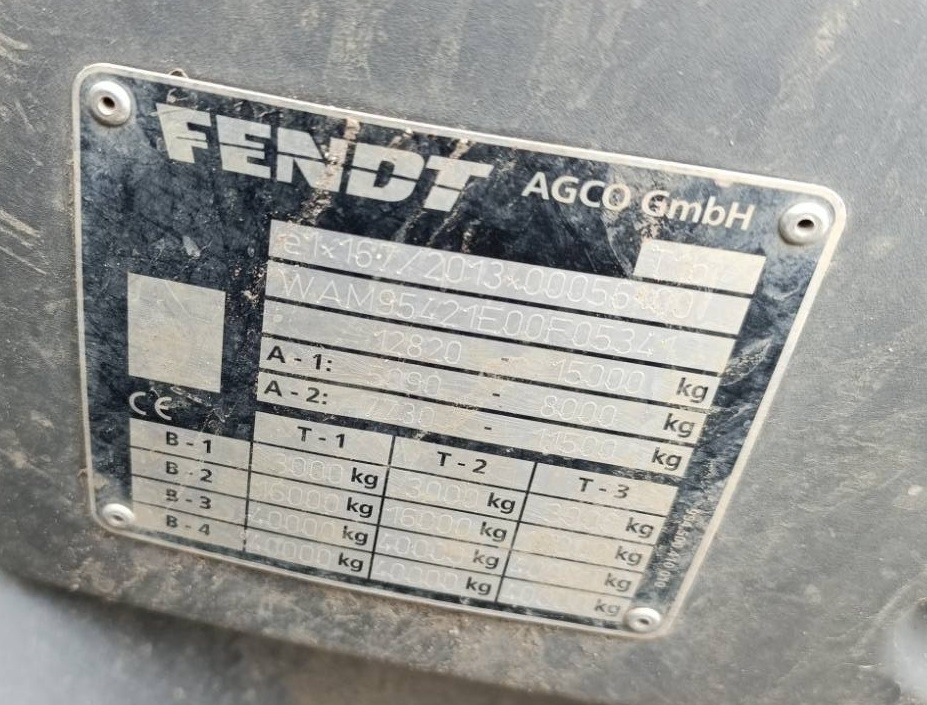 FENDT AGCO GmbH
e1*167/2013*00056*00
WAM95421E00F0534
12820 - 15000 kg
A - 1: 5090 - 8000 kg
A - 2: 7730 - 11500 kg
CE
T - 1 T - 2 T - 3
B - 1 3000 kg 3000 kg 3000 kg
B - 2 16000 kg 16000 kg kg
B - 3 40000 kg 40000 kg kg
B - 4 40000 kg 40000 kg kg